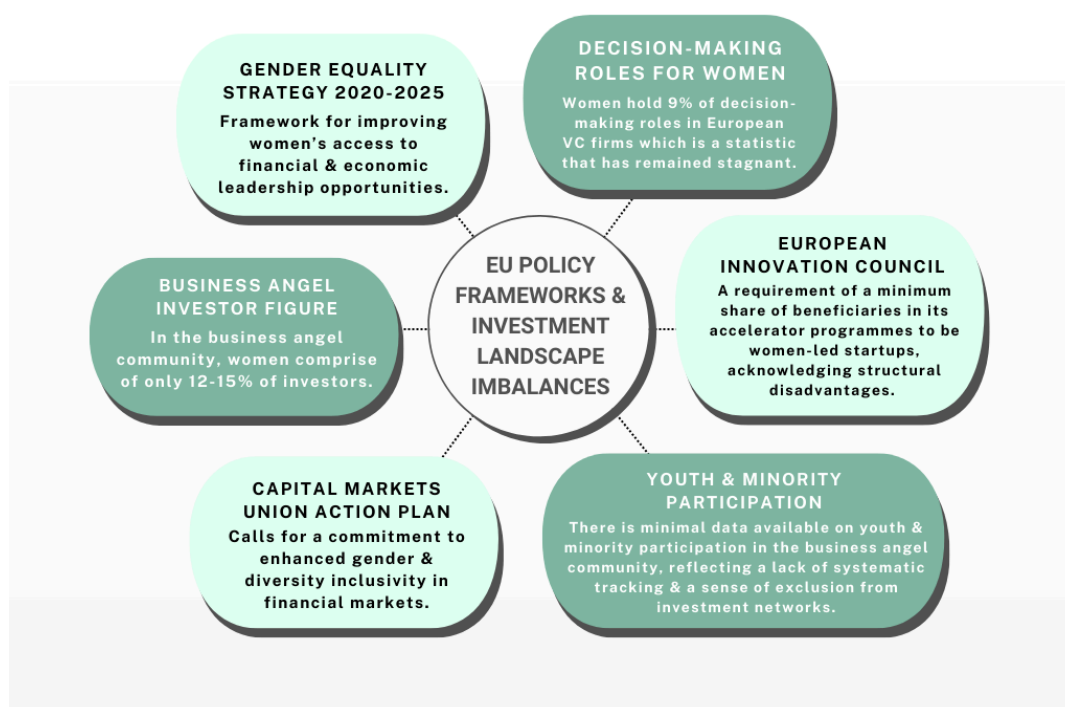 GENDER EQUALITY
STRATEGY 2020-2025
Framework for improving
women's access to
financial & economic
leadership opportunities.
DECISION-MAKING
ROLES FOR WOMEN
Women hold 9% of decision-
making roles in European
VC firms which is a statistic
that has remained stagnant.
BUSINESS ANGEL
INVESTOR FIGURE
In the business angel
community, women comprise
of only 12-15% of investors.
EU POLICY
FRAMEWORKS &
INVESTMENT
LANDSCAPE
IMBALANCES
EUROPEAN
INNOVATION COUNCIL
A requirement of a minimum
share of beneficiaries in its
accelerator programmes to be
women-led startups,
acknowledging structural
disadvantages.
CAPITAL MARKETS
UNION ACTION PLAN
Calls for a commitment to
enhanced gender &
diversity inclusivity in
financial markets.
YOUTH & MINORITY
PARTICIPATION
There is minimal data available on youth &
minority participation in the business angel
community, reflecting a lack of systematic
tracking & a sense of exclusion from
investment networks.